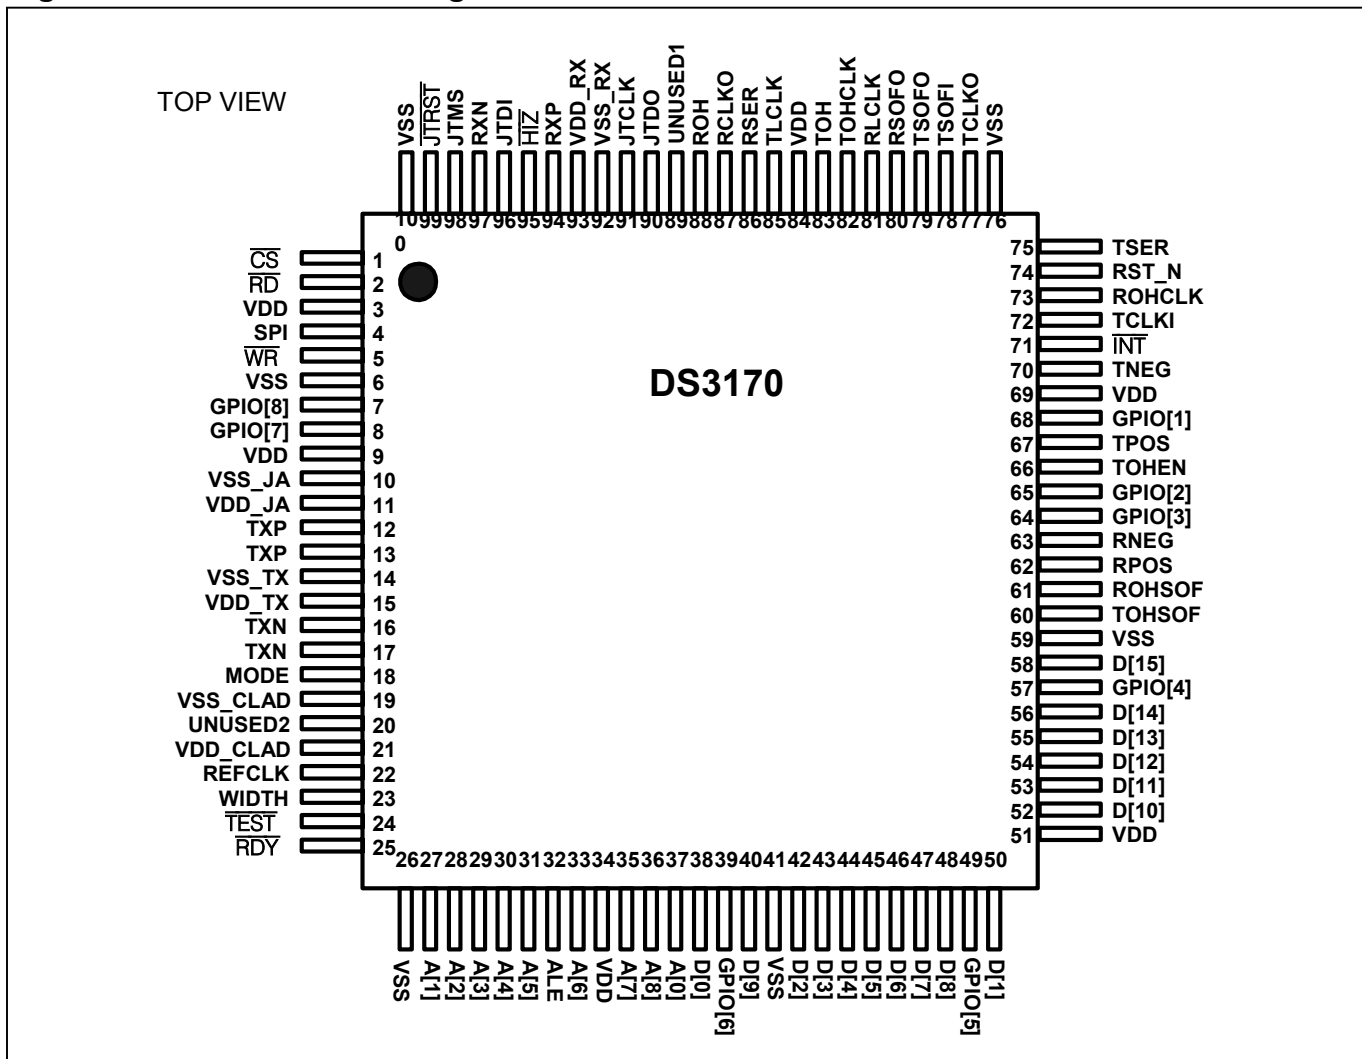 TOP VIEW
VSS
JTRST
JTMS
RXN
JTDI
HIZ
RXP
VDD_RX
VSS_RX
JTCLK
JTDO
UNUSED1
ROH
RCLKO
RSER
TLCLK
VDD
TOH
TOHCLK
RLCLK
RSOFO
TSOFO
TSOFI
TCLKO
VSS
100 99 98 97 96 95 94 93 92 91 90 89 88 87 86 85 84 83 82 81 80 79 78 77 76
CS 1
RD 2
VDD 3
SPI 4
WR 5
VSS 6
GPIO[8] 7
GPIO[7] 8
VDD 9
VSS_JA 10
VDD_JA 11
TXP 12
TXP 13
VSS_TX 14
VDD_TX 15
TXN 16
TXN 17
MODE 18
VSS_CLAD 19
UNUSED2 20
VDD_CLAD 21
REFCLK 22
WIDTH 23
TEST 24
RDY 25
DS3170
75 TSER
74 RST_N
73 ROHCLK
72 TCLKI
71 INT
70 TNEG
69 VDD
68 GPIO[1]
67 TPOS
66 TOHEN
65 GPIO[2]
64 GPIO[3]
63 RNEG
62 RPOS
61 ROHSOF
60 TOHSOF
59 VSS
58 D[15]
57 GPIO[4]
56 D[14]
55 D[13]
54 D[12]
53 D[11]
52 D[10]
51 VDD
26 27 28 29 30 31 32 33 34 35 36 37 38 39 40 41 42 43 44 45 46 47 48 49 50
VSS
A[1]
A[2]
A[3]
A[4]
A[5]
ALE
A[6]
VDD
A[7]
A[8]
A[0]
D[0]
GPIO[6]
D[9]
VSS
D[2]
D[3]
D[4]
D[5]
D[6]
D[7]
D[8]
GPIO[5]
D[1]